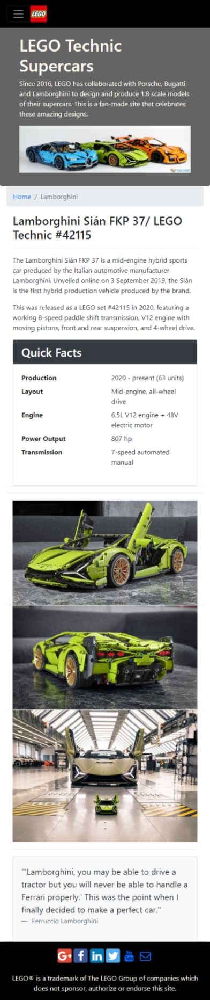 LEGO
LEGO Technic
Supercars
Since 2016, LEGO has collaborated with Porsche, Bugatti
and Lamborghini to design and produce 1:8 scale models
of their supercars. This is a fan-made site that celebrates
these amazing designs.
Home / Lamborghini
Lamborghini Sián FKP 37/ LEGO
Technic #42115
The Lamborghini Sián FKP 37 is a mid-engine hybrid sports
car produced by the Italian automotive manufacturer
Lamborghini. Unveiled online on 3 September 2019, the Sián
is the first hybrid production vehicle produced by the brand.
This was released as a LEGO set #42115 in 2020, featuring a
working 8-speed paddle shift transmission, V12 engine with
moving pistons, front and rear suspension, and 4-wheel drive.
Quick Facts
Production 2020 - present (63 units)
Layout Mid-engine, all-wheel
drive
Engine 6.5L V12 engine + 48V
electric motor
Power Output 807 hp
Transmission 7-speed automated
manual
"'Lamborghini, you may be able to drive a
tractor but you will never be able to handle a
Ferrari properly.' This was the point when I
finally decided to make a perfect car."
— Ferruccio Lamborghini
G+ f in You Tube
LEGO® is a trademark of The LEGO Group of companies which
does not sponsor, authorize or endorse this site.